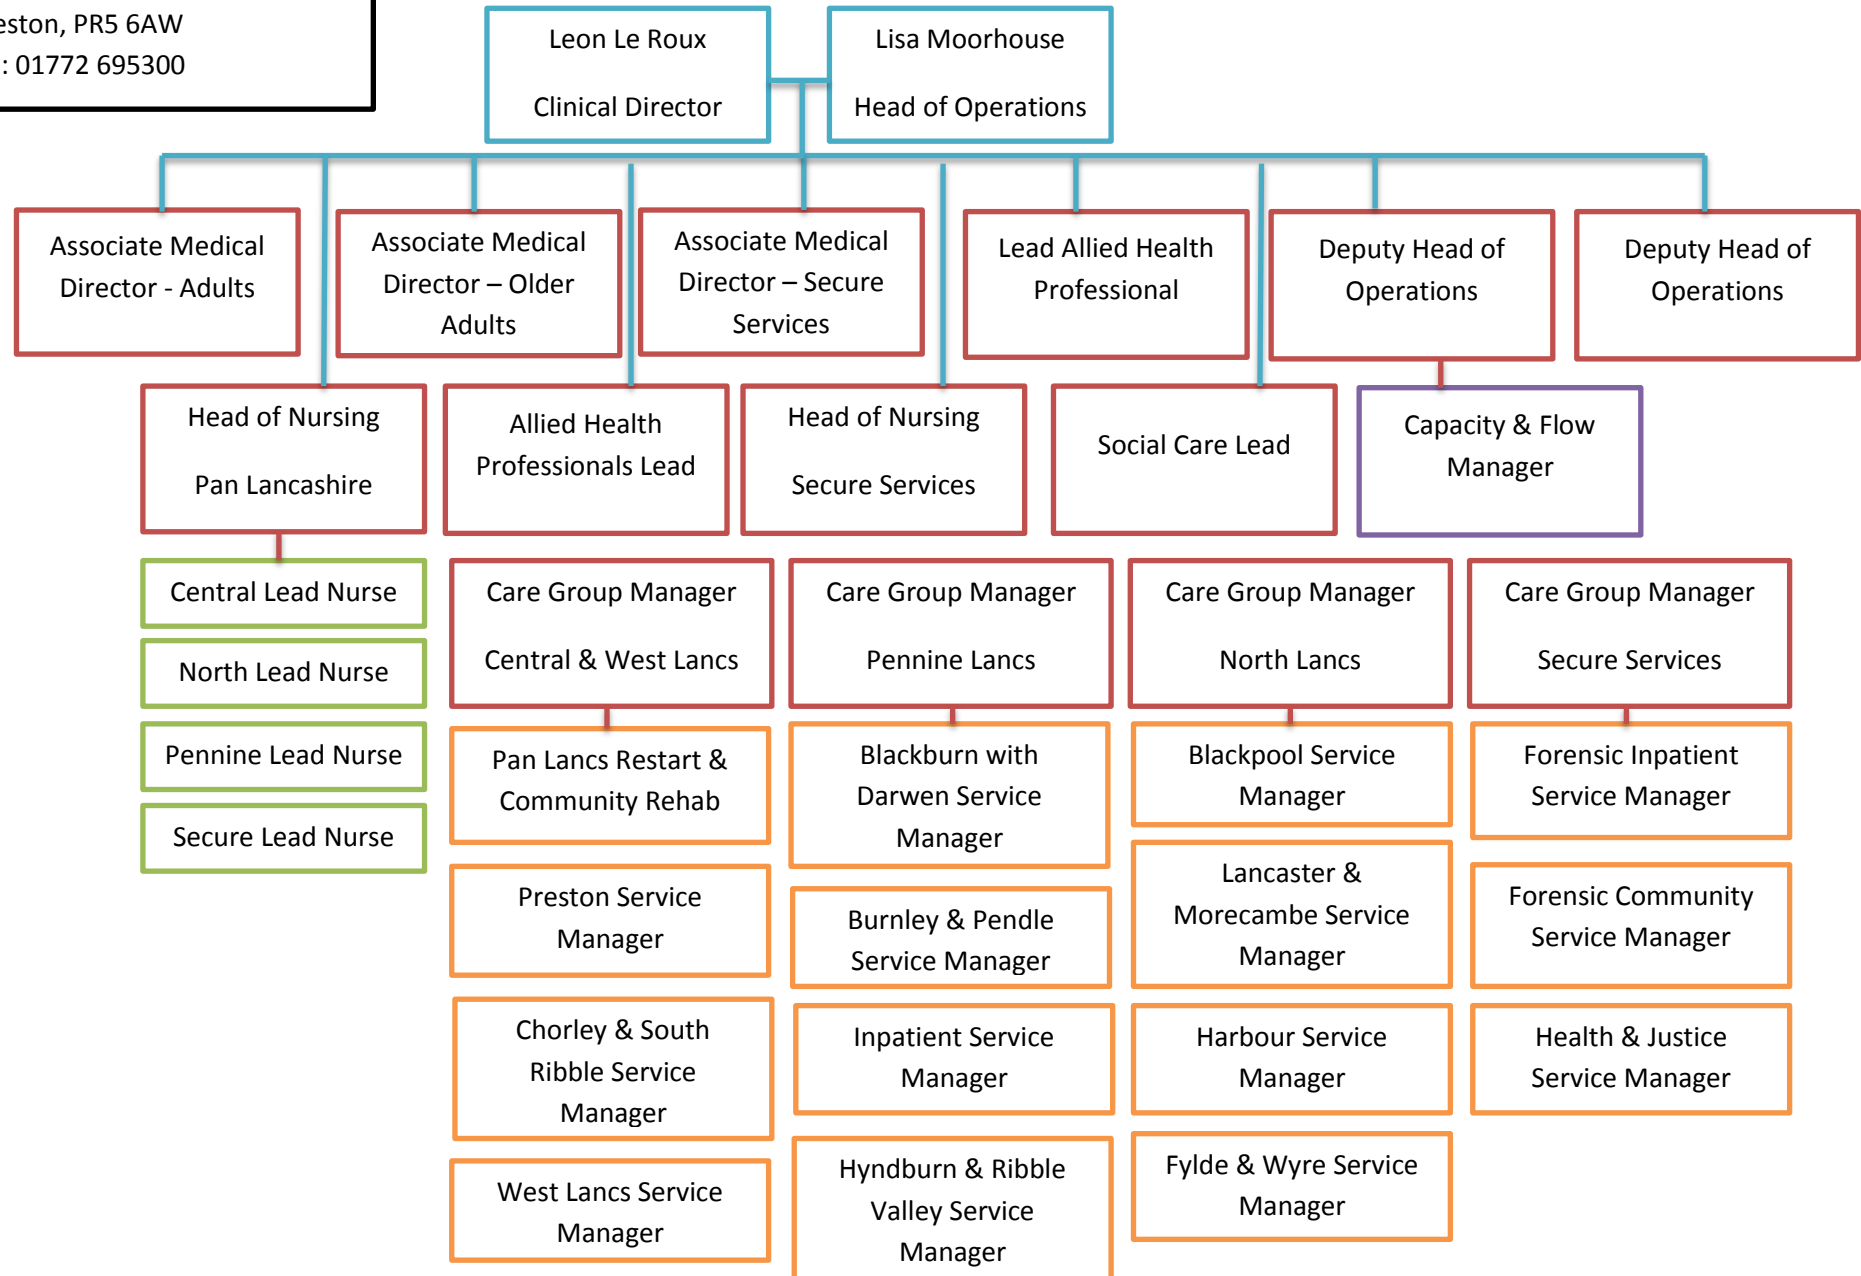 PR5 6AW
: 01772 695300
Leon Le Roux
Clinical Director
Lisa Moorhouse
Head of Operations
Associate Medical
Director - Adults
Associate Medical
Director – Older
Adults
Associate Medical
Director – Secure
Services
Lead Allied Health
Professional
Deputy Head of
Operations
Deputy Head of
Operations
Head of Nursing
Pan Lancashire
Allied Health
Professionals Lead
Head of Nursing
Secure Services
Social Care Lead
Capacity & Flow
Manager
Central Lead Nurse
North Lead Nurse
Pennine Lead Nurse
Secure Lead Nurse
Care Group Manager
Central & West Lancs
Pan Lancs Restart &
Community Rehab
Preston Service
Manager
Chorley & South
Ribble Service
Manager
West Lancs Service
Manager
Care Group Manager
Pennine Lancs
Blackburn with
Darwen Service
Manager
Burnley & Pendle
Service Manager
Inpatient Service
Manager
Hyndburn & Ribble
Valley Service
Manager
Care Group Manager
North Lancs
Blackpool Service
Manager
Lancaster &
Morecambe Service
Manager
Harbour Service
Manager
Fylde & Wyre Service
Manager
Care Group Manager
Secure Services
Forensic Inpatient
Service Manager
Forensic Community
Service Manager
Health & Justice
Service Manager